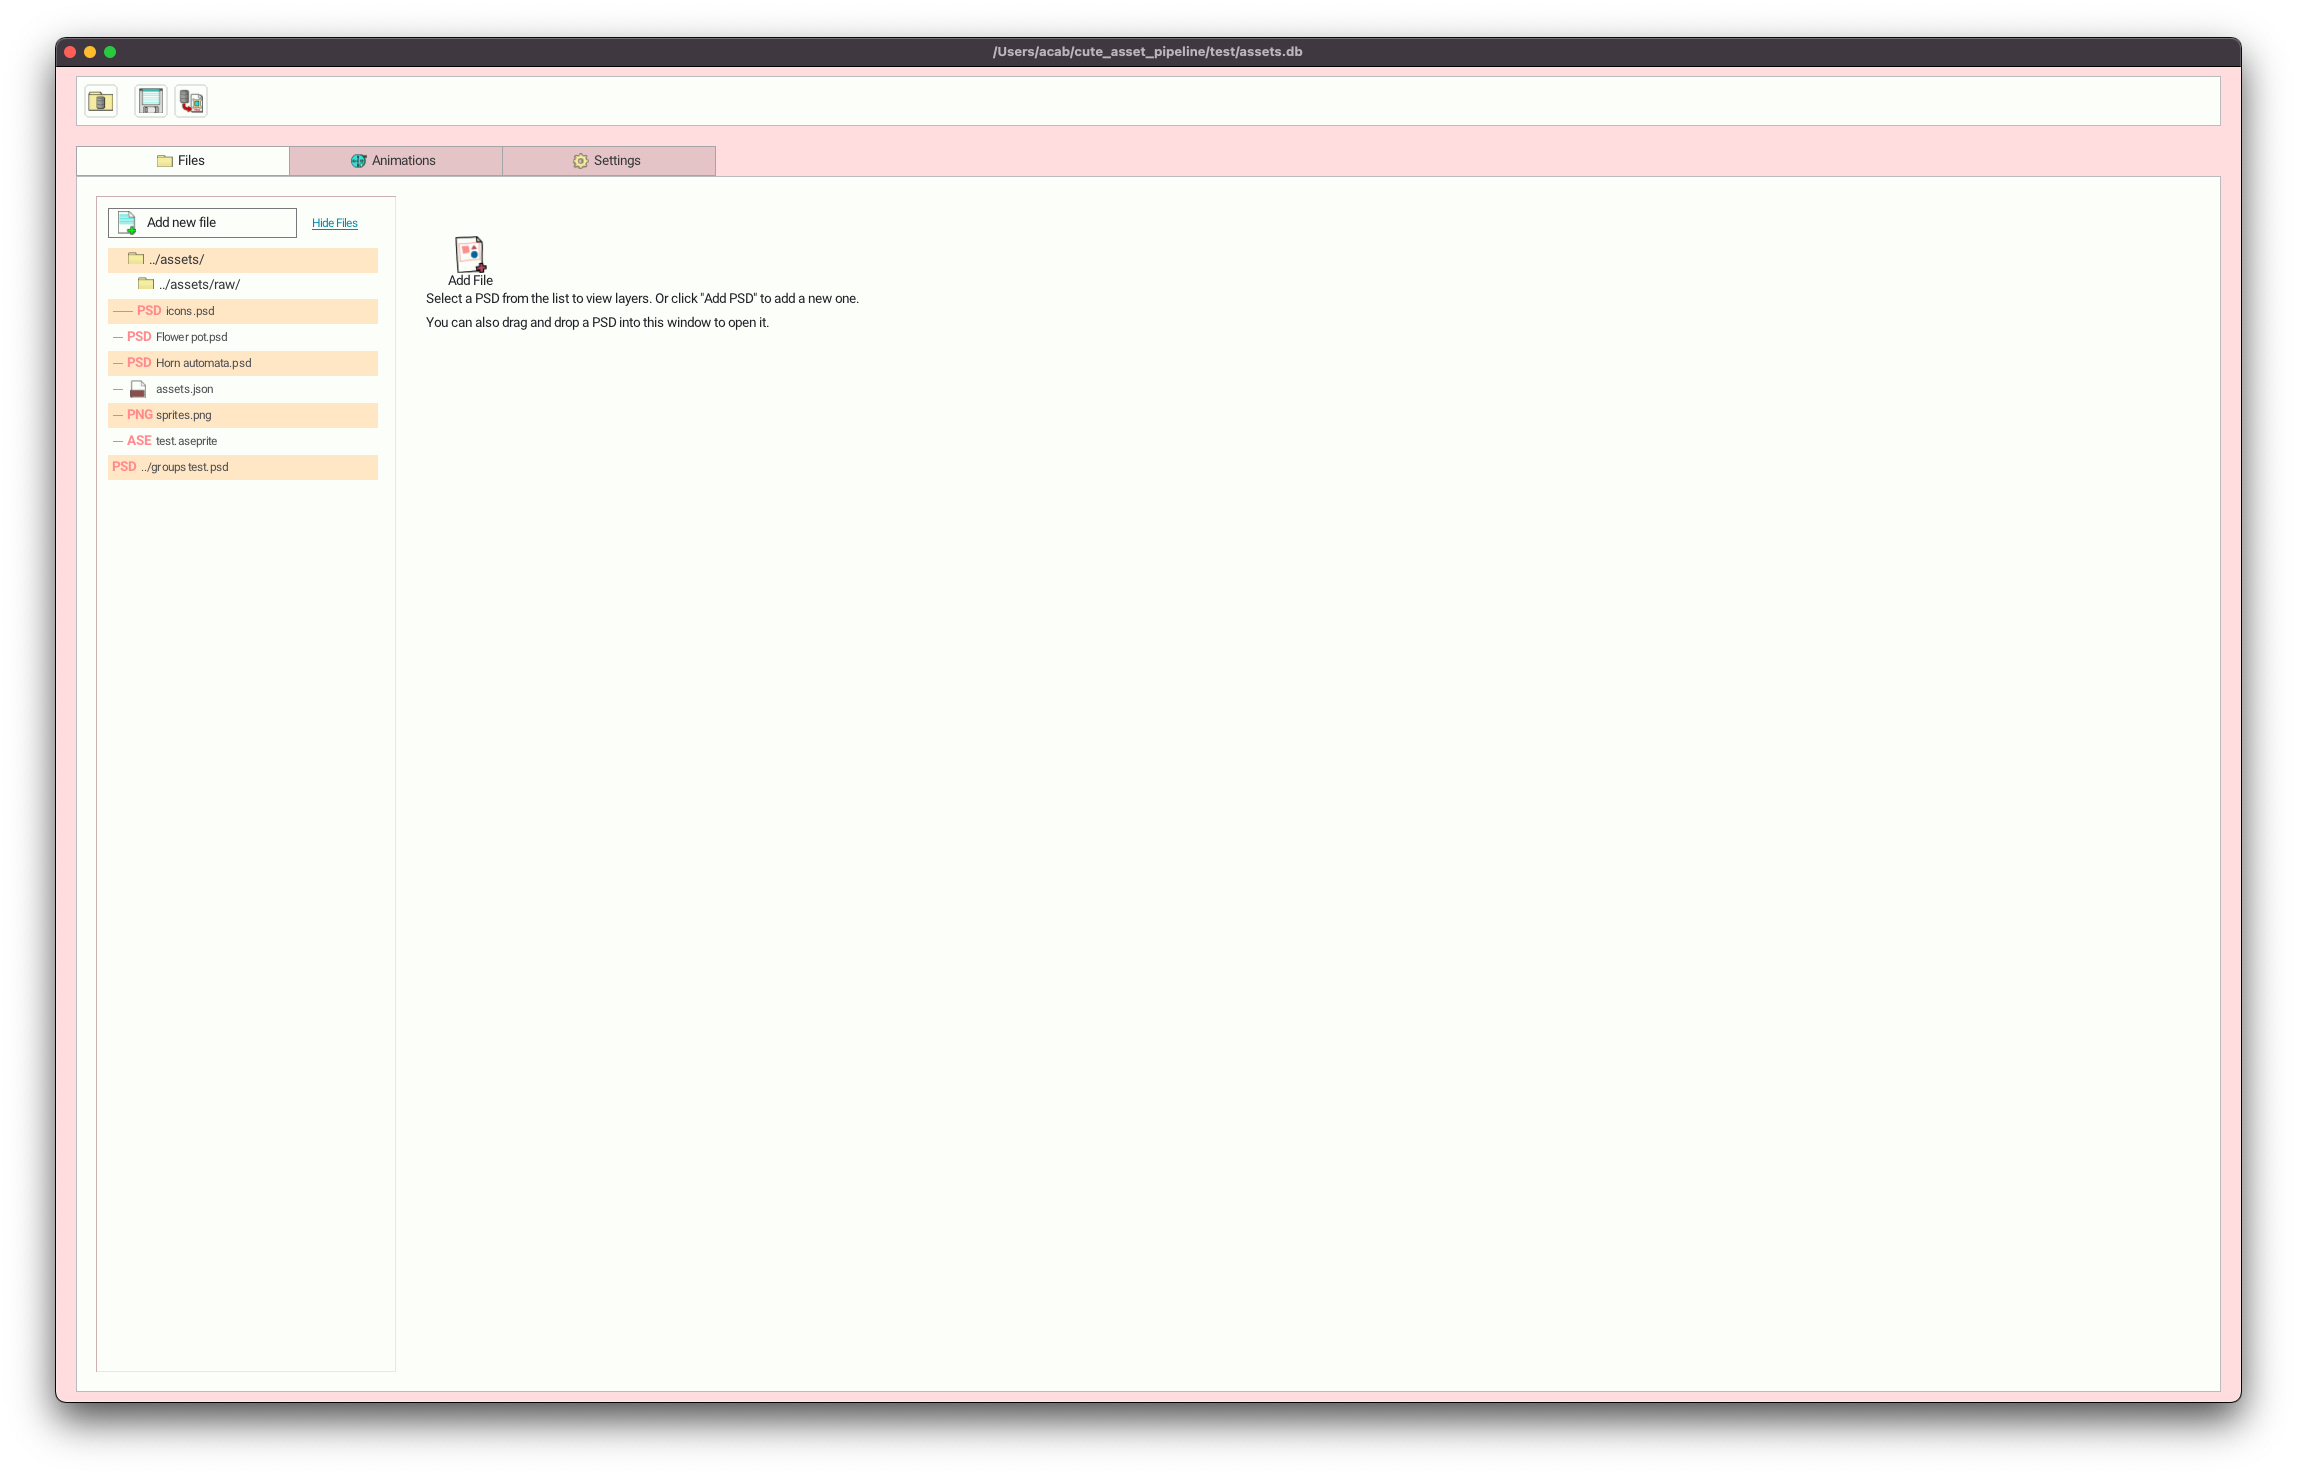 /Users/acab/cute_asset_pipeline/test/assets.db
Files
Animations
Settings
Add new file
Hide Files
../assets/
../assets/raw/
PSD icons.psd
PSD Flower pot.psd
PSD Horn automata.psd
assets.json
PNG sprites.png
ASE test.aseprite
PSD ../groups test.psd
Add File
Select a PSD from the list to view layers. Or click "Add PSD" to add a new one.
You can also drag and drop a PSD into this window to open it.